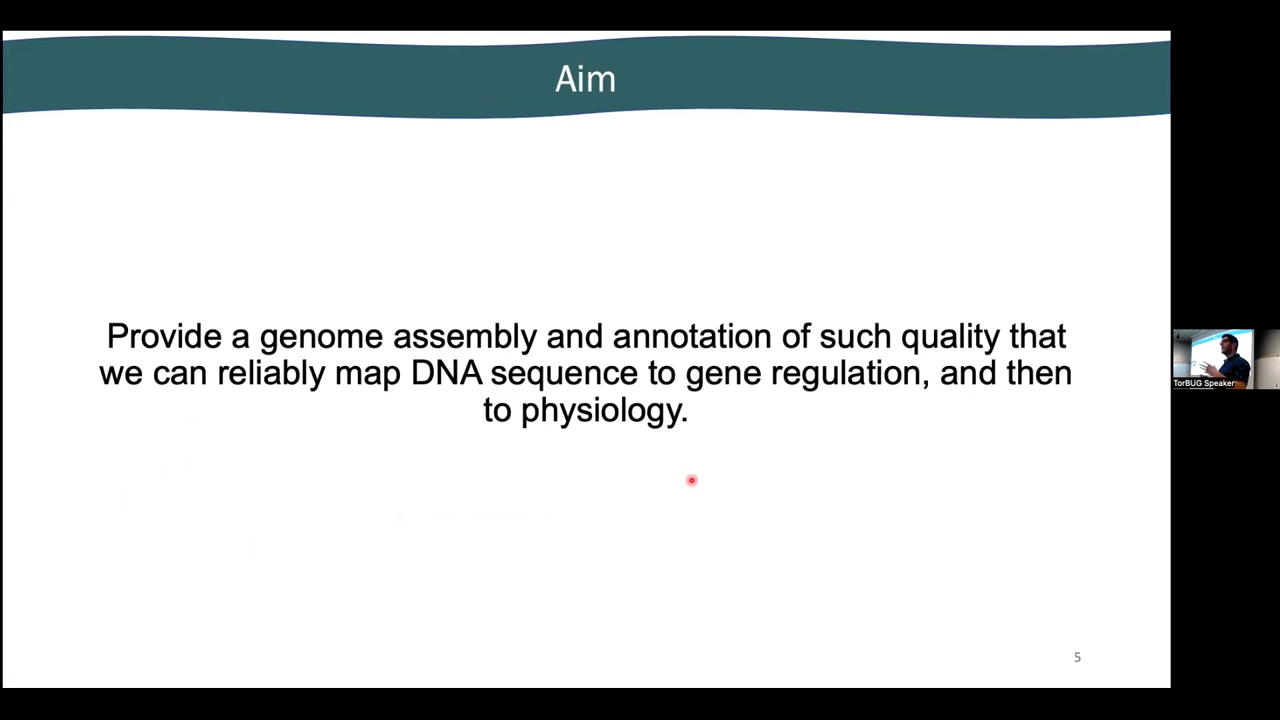 Aim
Provide a genome assembly and annotation of such quality that
we can reliably map DNA sequence to gene regulation, and then
to physiology.
TorBUG Speaker
5